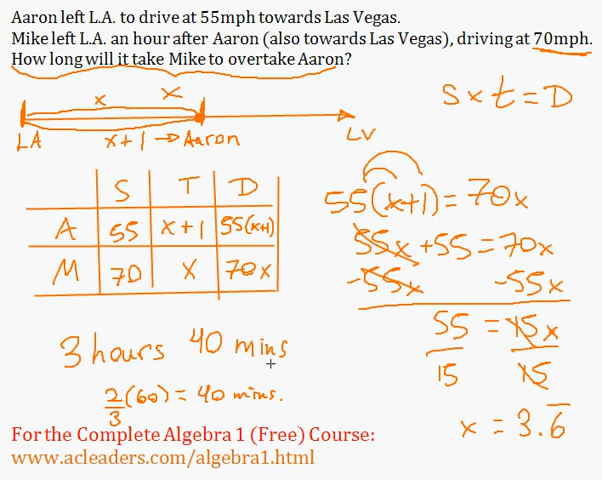 Aaron left L.A. to drive at 55mph towards Las Vegas.
Mike left L.A. an hour after Aaron (also towards Las Vegas), driving at 70mph.
How long will it take Mike to overtake Aaron?
S x t = D
x x
LA x+1 → Aaron LV
S T D
A 55 x+1 55(x+1)
M 70 x 70x
55(x+1) = 70x
55x +55 = 70x
-55x -55x
55 = 15x
15 15
x = 3.6̅
3 hours 40 mins
2/3(60) = 40 mins.
For the Complete Algebra 1 (Free) Course:
www.acleaders.com/algebra1.html